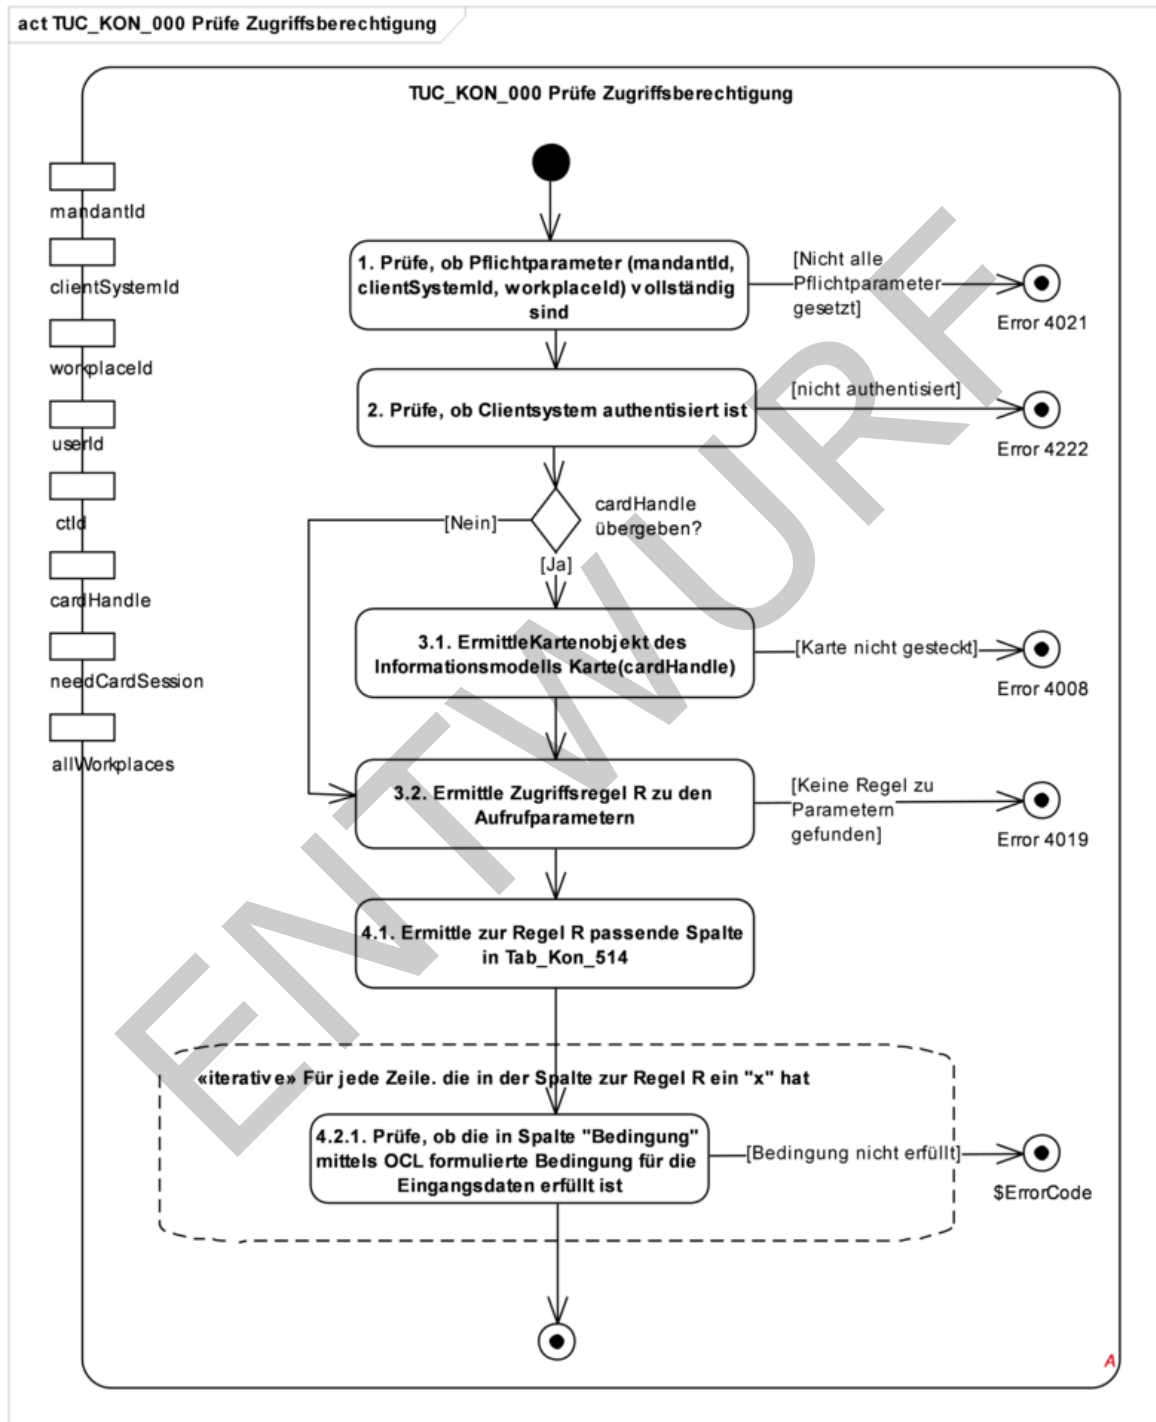 act TUC_KON_000 Prüfe Zugriffsberechtigung
TUC_KON_000 Prüfe Zugriffsberechtigung
mandantId
clientSystemId
workplaceId
userId
ctId
cardHandle
needCardSession
allWorkplaces
1. Prüfe, ob Pflichtparameter (mandantId,
clientSystemId, workplaceId) vollständig
sind
[Nicht alle
Pflichtparameter
gesetzt]
Error 4021
2. Prüfe, ob Clientsystem authentisiert ist
[nicht authentisiert]
Error 4222
cardHandle
übergeben?
[Nein]
[Ja]
3.1. ErmittleKartenobjekt des
Informationsmodells Karte(cardHandle)
[Karte nicht gesteckt]
Error 4008
3.2. Ermittle Zugriffsregel R zu den
Aufrufparametern
[Keine Regel zu
Parametern
gefunden]
Error 4019
4.1. Ermittle zur Regel R passende Spalte
in Tab_Kon_514
«iterative» Für jede Zeile. die in der Spalte zur Regel R ein "x" hat
4.2.1. Prüfe, ob die in Spalte "Bedingung"
mittels OCL formulierte Bedingung für die
Eingangsdaten erfüllt ist
[Bedingung nicht erfüllt]
$ErrorCode
A
ENTWURF